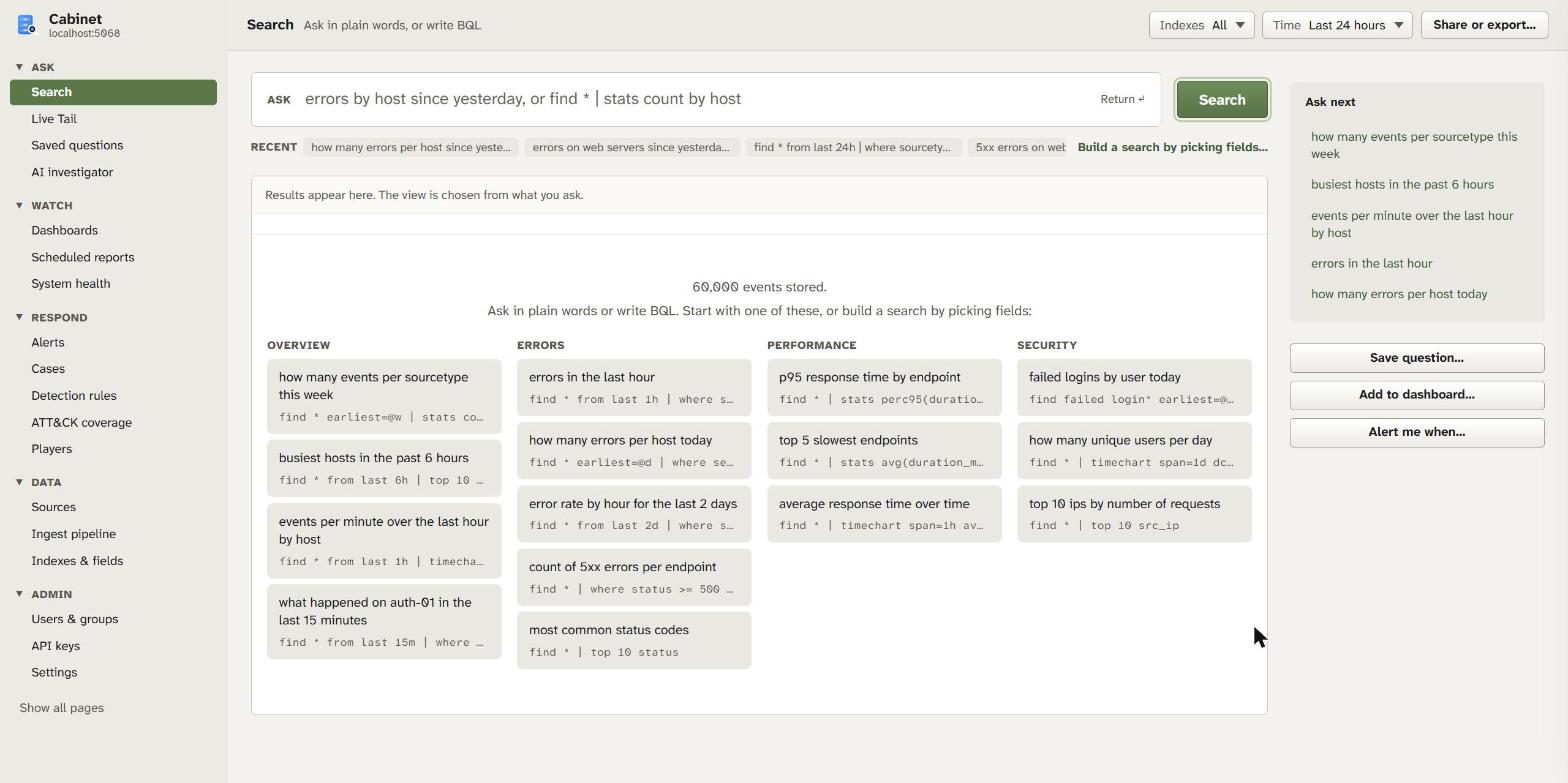 Cabinet
localhost:5068
ASK
Search
Live Tail
Saved questions
AI investigator
WATCH
Dashboards
Scheduled reports
System health
RESPOND
Alerts
Cases
Detection rules
ATT&CK coverage
Players
DATA
Sources
Ingest pipeline
Indexes & fields
ADMIN
Users & groups
API keys
Settings
Show all pages
Search Ask in plain words, or write BQL
Indexes All
Time Last 24 hours
Share or export...
ASK errors by host since yesterday, or find * | stats count by host
Return ↵
Search
RECENT how many errors per host since yeste... errors on web servers since yesterda... find * from last 24h | where sourcety... 5xx errors on web
Build a search by picking fields...
Results appear here. The view is chosen from what you ask.
60,000 events stored.
Ask in plain words or write BQL. Start with one of these, or build a search by picking fields:
OVERVIEW
how many events per sourcetype
this week
find * earliest=@w | stats co...
busiest hosts in the past 6 hours
find * from last 6h | top 10 ...
events per minute over the last hour
by host
find * from last 1h | timecha...
what happened on auth-01 in the
last 15 minutes
find * from last 15m | where ...
ERRORS
errors in the last hour
find * from last 1h | where s...
how many errors per host today
find * earliest=@d | where se...
error rate by hour for the last 2 days
find * from last 2d | where s...
count of 5xx errors per endpoint
find * | where status >= 500 ...
most common status codes
find * | top 10 status
PERFORMANCE
p95 response time by endpoint
find * | stats perc95(duratio...
top 5 slowest endpoints
find * | stats avg(duration_m...
average response time over time
find * | timechart span=1h av...
SECURITY
failed logins by user today
find failed login* earliest=@...
how many unique users per day
find * | timechart span=1d dc...
top 10 ips by number of requests
find * | top 10 src_ip
Ask next
how many events per sourcetype this
week
busiest hosts in the past 6 hours
events per minute over the last hour
by host
errors in the last hour
how many errors per host today
Save question...
Add to dashboard...
Alert me when...